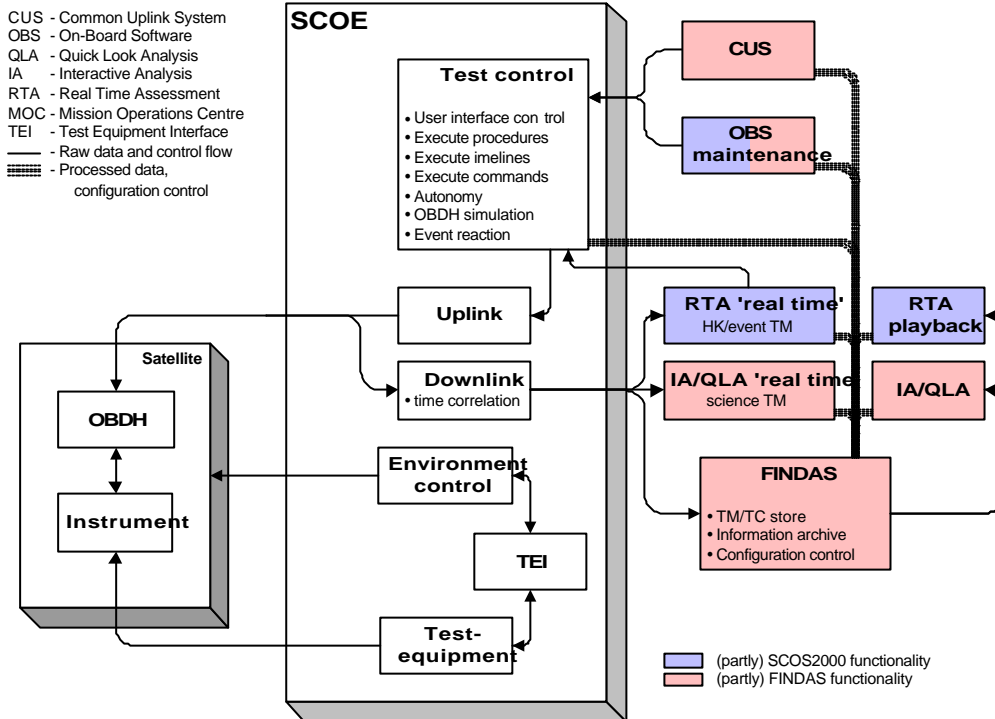 CUS - Common Uplink System
OBS - On-Board Software
QLA - Quick Look Analysis
IA - Interactive Analysis
RTA - Real Time Assessment
MOC - Mission Operations Centre
TEI - Test Equipment Interface
- Raw data and control flow
- Processed data,
configuration control
SCOE
Test control
• User interface con trol
• Execute procedures
• Execute imelines
• Execute commands
• Autonomy
• OBDH simulation
• Event reaction
CUS
OBS
maintenance
Uplink
RTA 'real time'
HK/event TM
RTA
playback
Satellite
Downlink
• time correlation
IA/QLA 'real time'
science TM
IA/QLA
OBDH
Instrument
Environment
control
TEI
Test-
equipment
FINDAS
• TM/TC store
• Information archive
• Configuration control
(partly) SCOS2000 functionality
(partly) FINDAS functionality